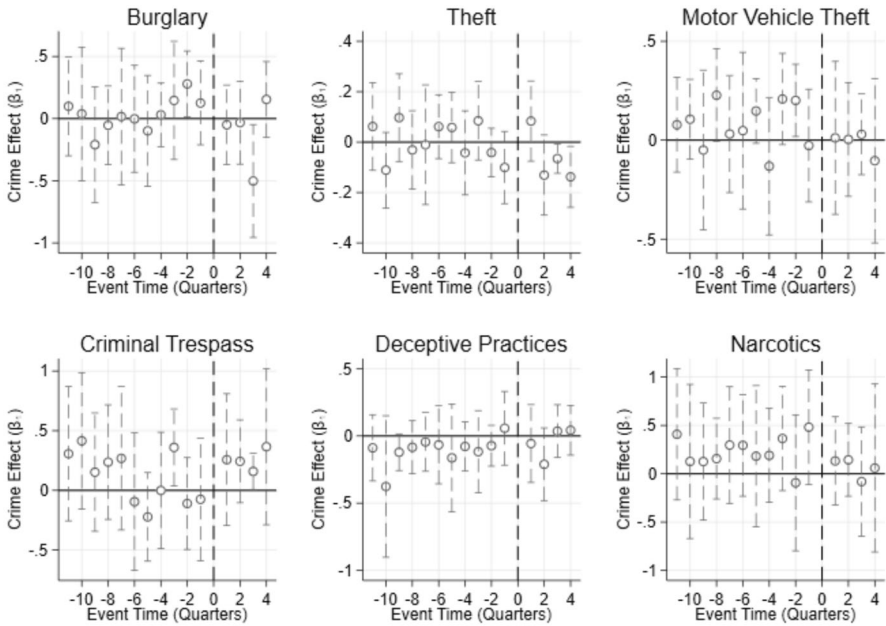 Burglary
Crime Effect (β₁)
.5
0
-.5
-1
-10 -8 -6 -4 -2 0 2 4
Event Time (Quarters)
Theft
Crime Effect (β₁)
.4
.2
0
-.2
-.4
-10 -8 -6 -4 -2 0 2 4
Event Time (Quarters)
Motor Vehicle Theft
Crime Effect (β₁)
.5
0
-.5
-10 -8 -6 -4 -2 0 2 4
Event Time (Quarters)
Criminal Trespass
Crime Effect (β₁)
1
.5
0
-.5
-10 -8 -6 -4 -2 0 2 4
Event Time (Quarters)
Deceptive Practices
Crime Effect (β₁)
.5
0
-.5
-1
-10 -8 -6 -4 -2 0 2 4
Event Time (Quarters)
Narcotics
Crime Effect (β₁)
1
.5
0
-.5
-1
-10 -8 -6 -4 -2 0 2 4
Event Time (Quarters)